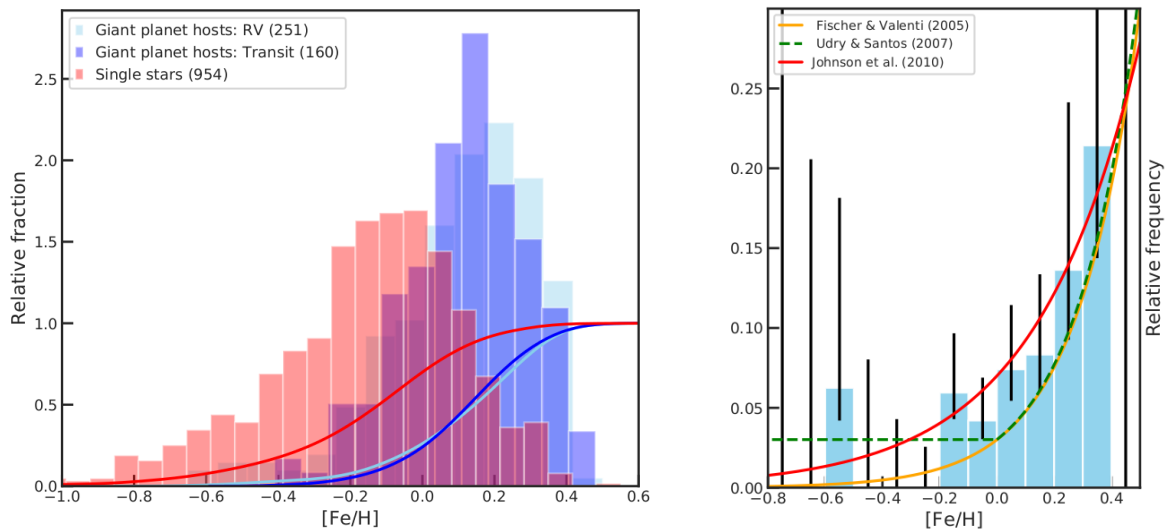 Giant planet hosts: RV (251)
Giant planet hosts: Transit (160)
Single stars (954)
Relative fraction
2.5
2.0
1.5
1.0
0.5
0.0
-1.0 -0.8 -0.6 -0.4 -0.2 0.0 0.2 0.4 0.6
[Fe/H]
Fischer & Valenti (2005)
Udry & Santos (2007)
Johnson et al. (2010)
0.25
0.20
0.15
0.10
0.05
0.00
-0.8 -0.6 -0.4 -0.2 0.0 0.2 0.4
[Fe/H]
Relative frequency